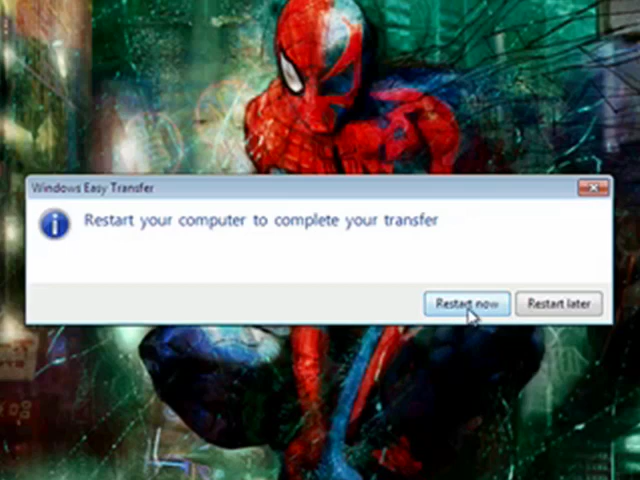 Windows Easy Transfer
Restart your computer to complete your transfer
Restart now
Restart later